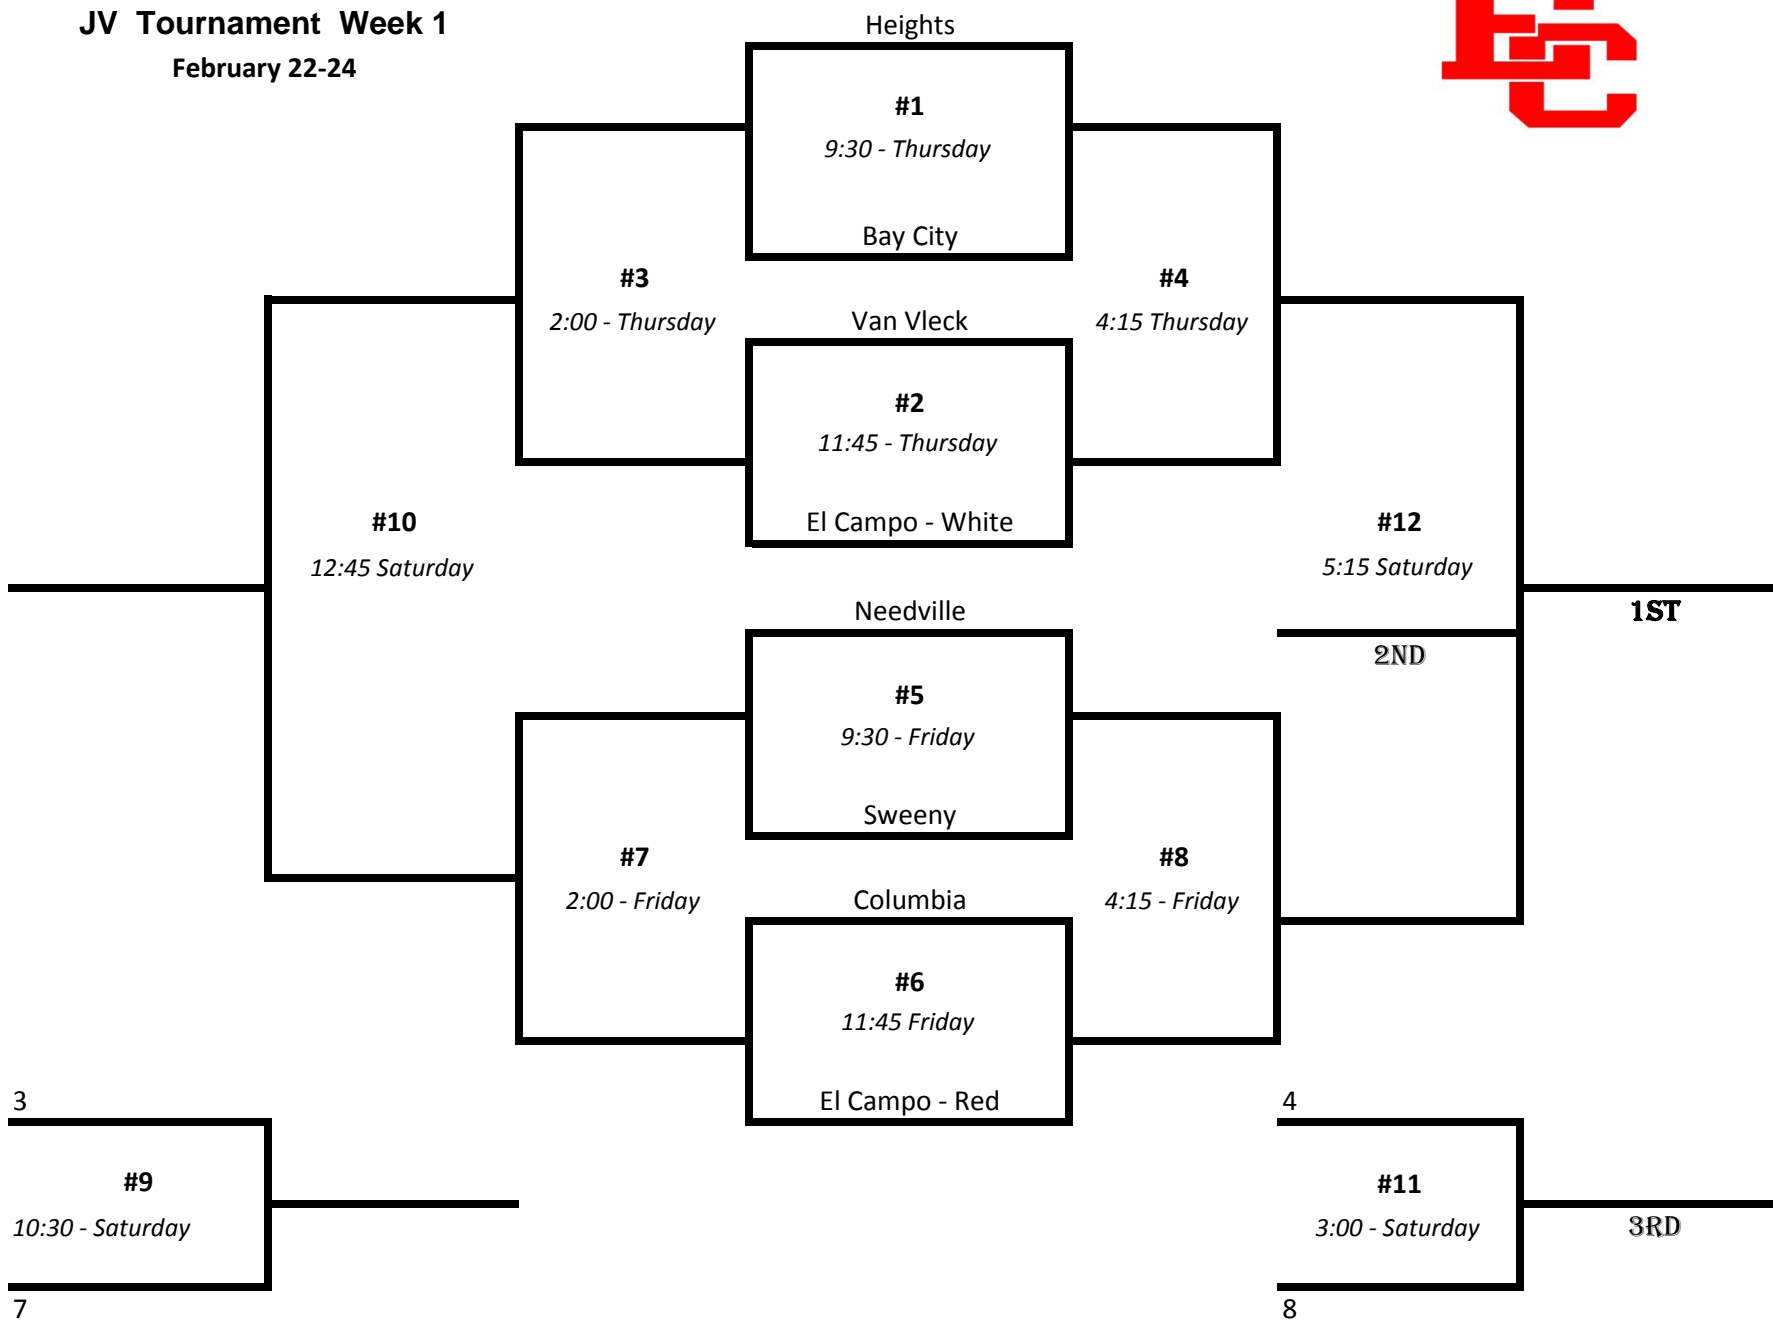 JV Tournament Week 1
February 22-24
Heights
EC
#1
9:30 - Thursday
Bay City
#3
2:00 - Thursday
#4
4:15 Thursday
Van Vleck
#2
11:45 - Thursday
El Campo - White
#10
12:45 Saturday
#12
5:15 Saturday
1ST
2ND
Needville
#5
9:30 - Friday
Sweeny
#7
2:00 - Friday
#8
4:15 - Friday
Columbia
#6
11:45 Friday
El Campo - Red
3
#9
10:30 - Saturday
7
4
#11
3:00 - Saturday
3RD
8